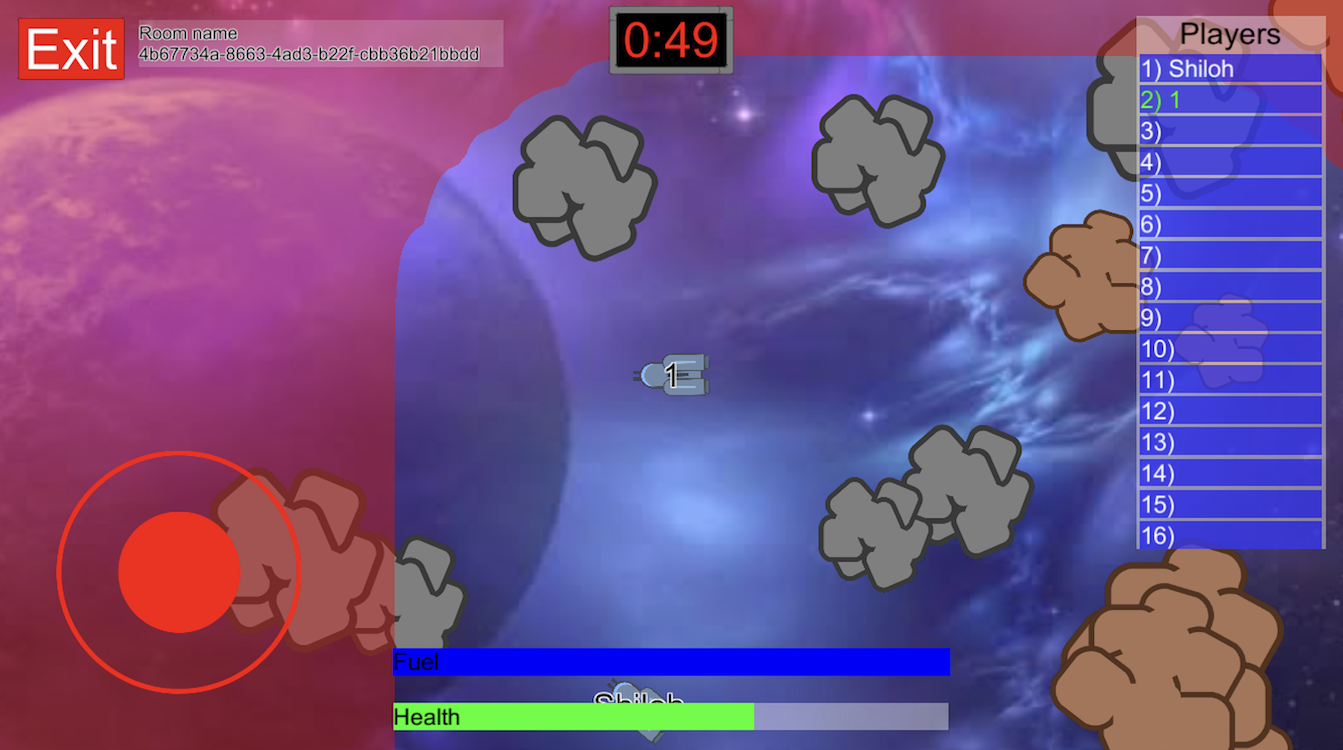 Exit
Room name
4b67734a-8663-4ad3-b22f-cbb36b21bbdd
0:49
Players
1) Shiloh
2) 1
3)
4)
5)
6)
7)
8)
9)
10)
11)
12)
13)
14)
15)
16)
1
Fuel
Shiloh
Health